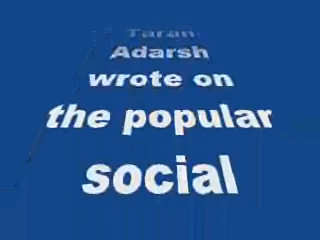 Taran
Adarsh
wrote on
the popular
social